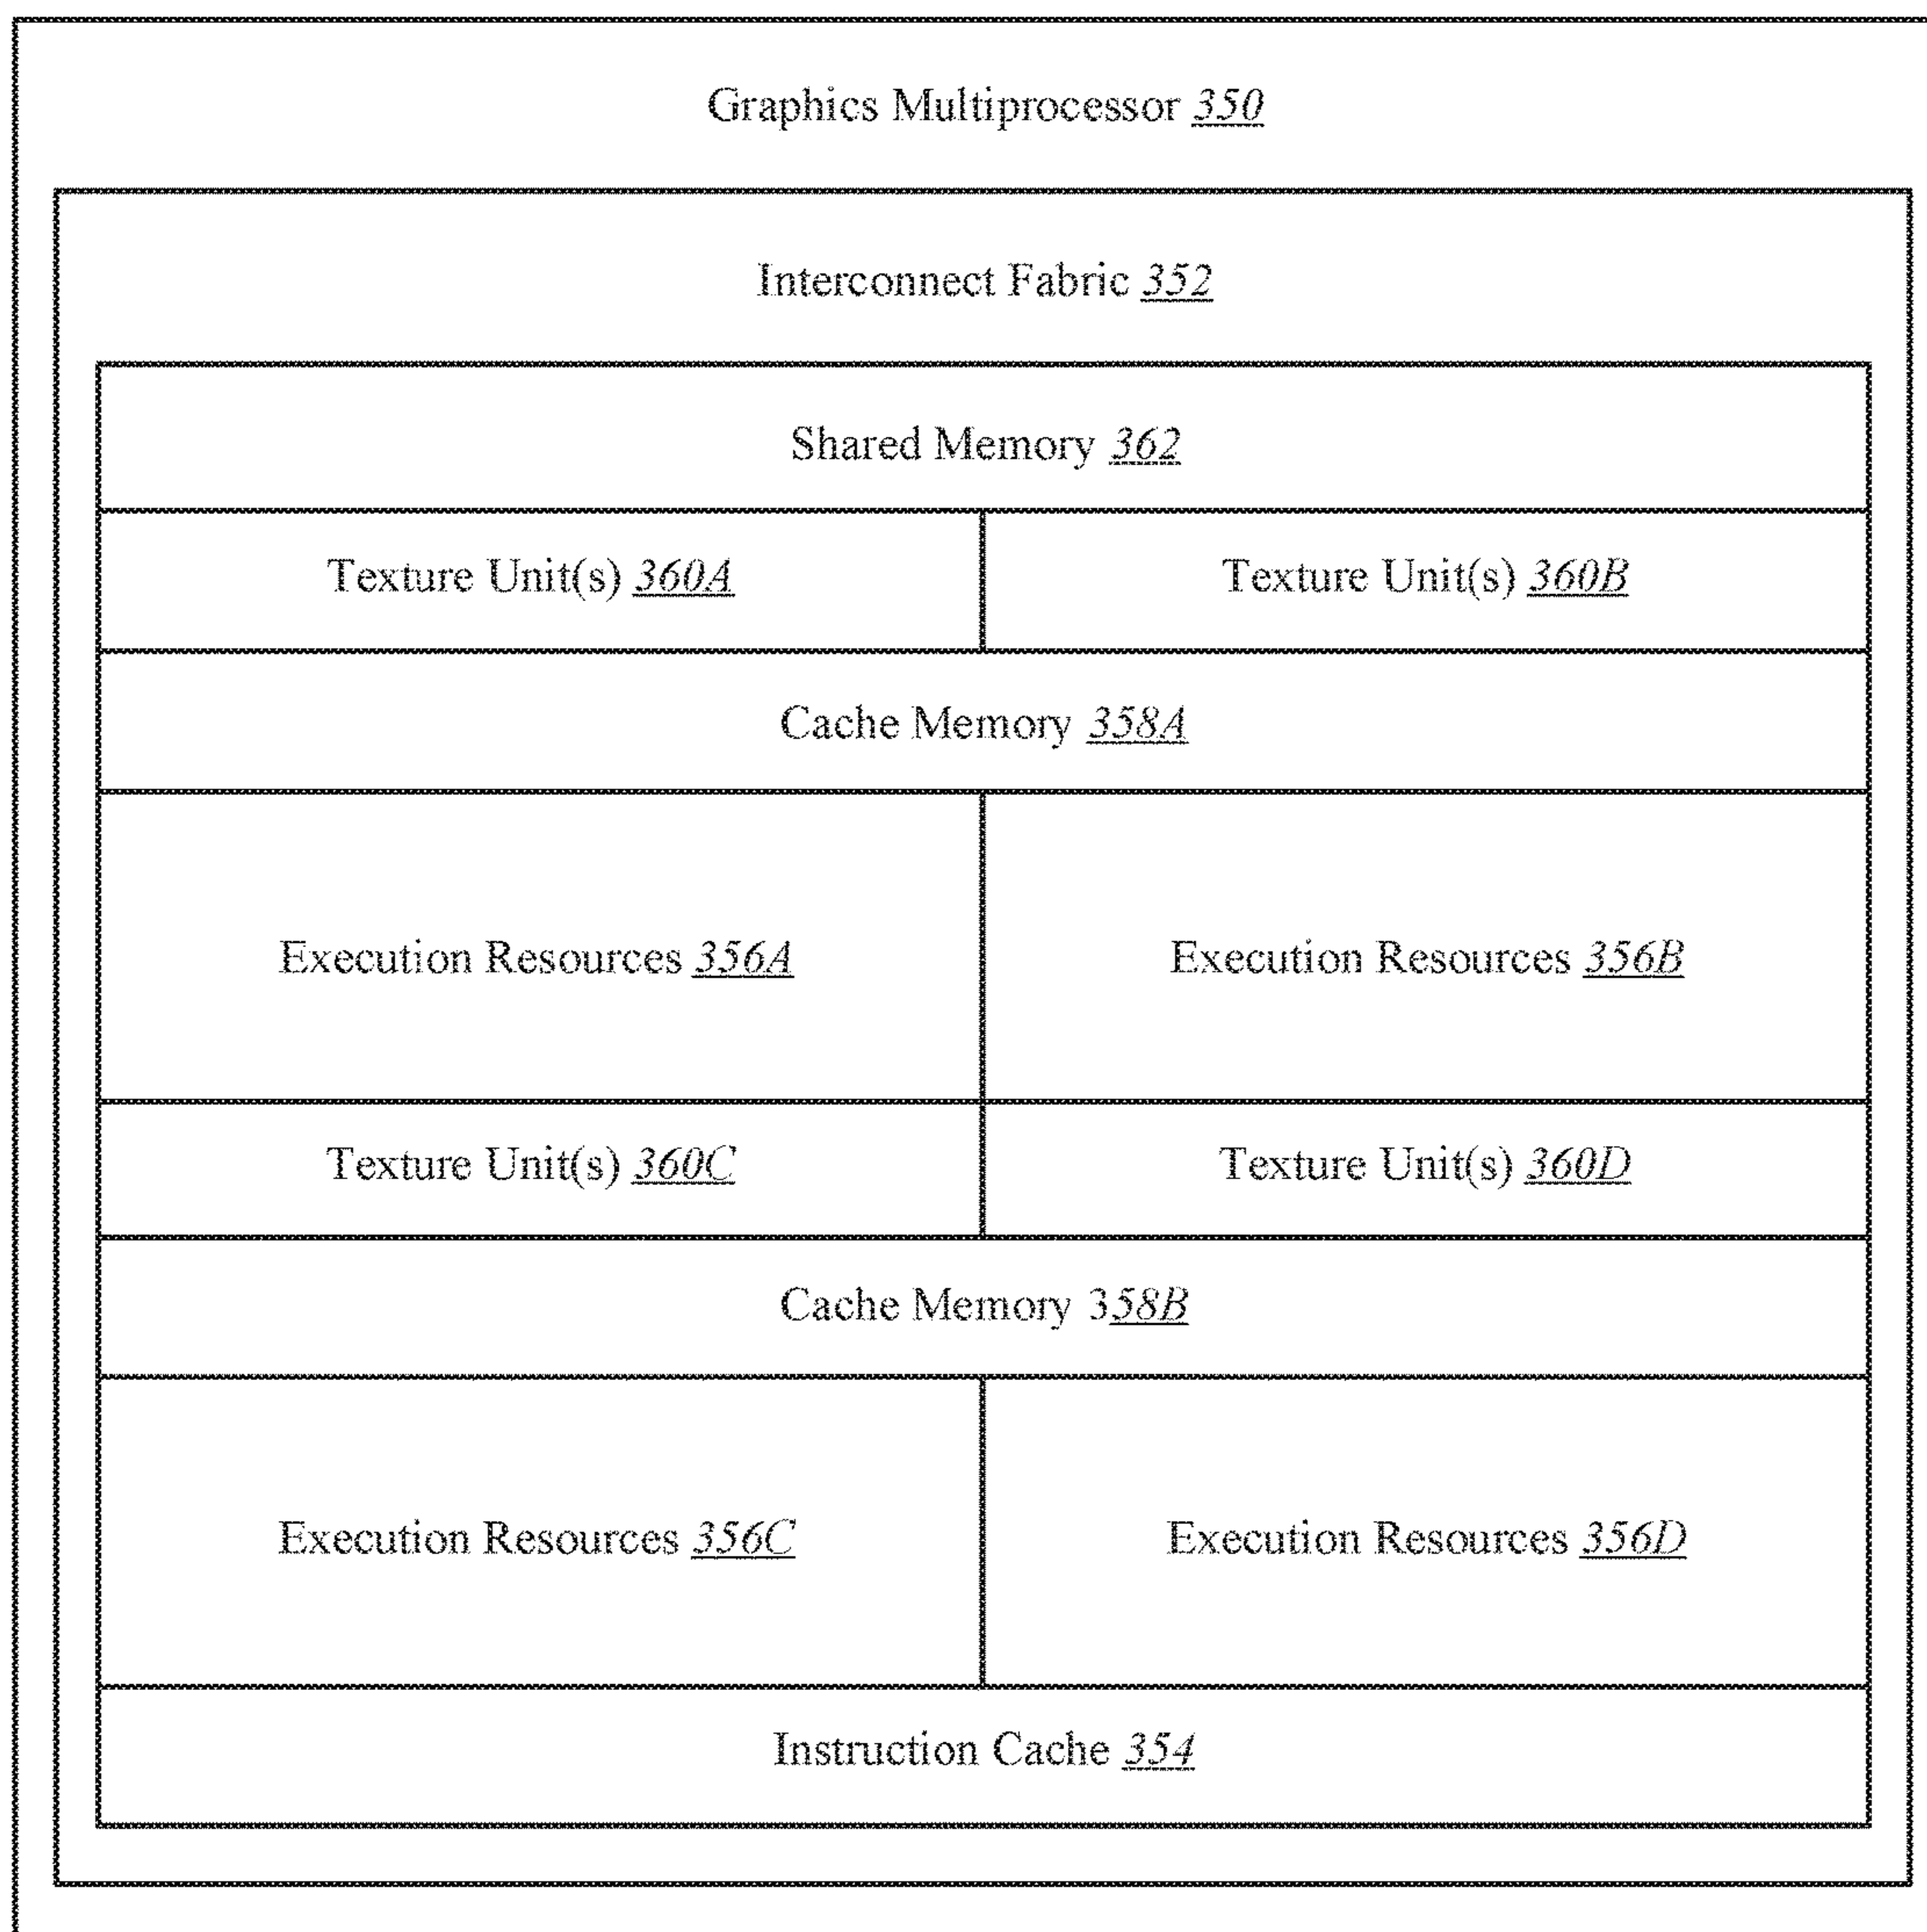 Graphics Multiprocessor 350
Interconnect Fabric 352
Shared Memory 362
Texture Unit(s) 360A
Texture Unit(s) 360B
Cache Memory 358A
Execution Resources 356A
Execution Resources 356B
Texture Unit(s) 360C
Texture Unit(s) 360D
Cache Memory 358B
Execution Resources 356C
Execution Resources 356D
Instruction Cache 354